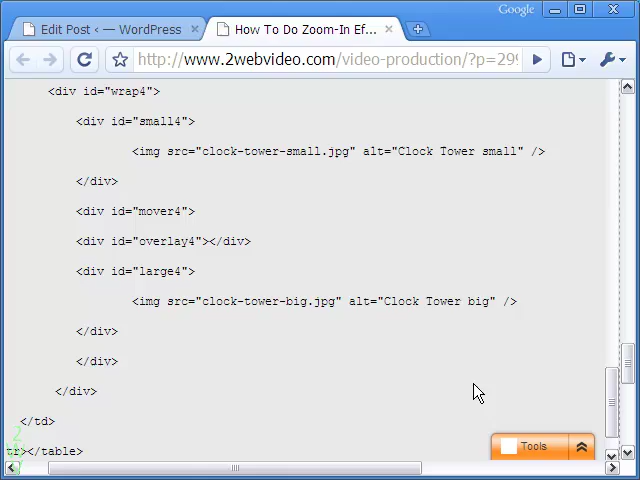 Google
Edit Post ‹ — WordPress
How To Do Zoom-In Ef...
http://www.2webvideo.com/video-production/?p=299
<div id="wrap4">
<div id="small4">
<img src="clock-tower-small.jpg" alt="Clock Tower small" />
</div>
<div id="mover4">
<div id="overlay4"></div>
<div id="large4">
<img src="clock-tower-big.jpg" alt="Clock Tower big" />
</div>
</div>
</div>
</td>
tr></table>
Tools